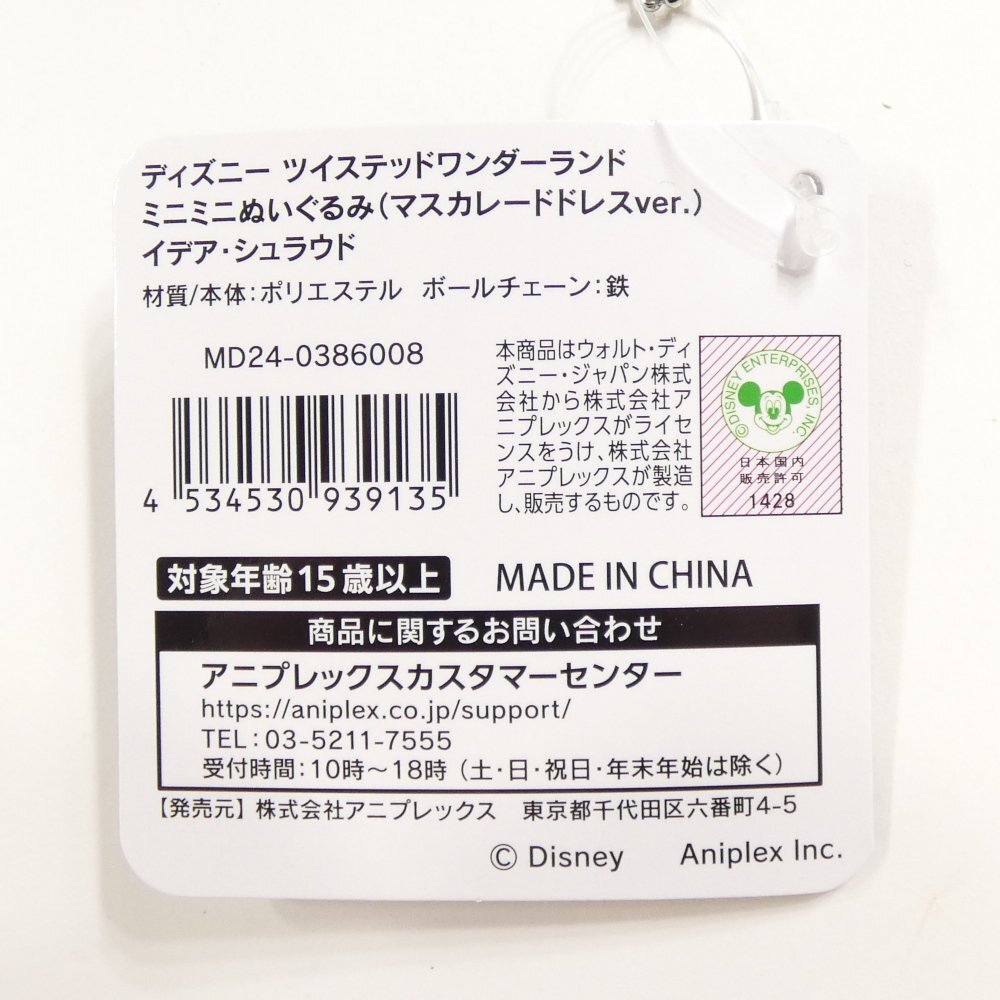 ディズニー ツイステッドワンダーランド
ミニミニぬいぐるみ(マスカレードドレスver.)
イデア・シュラウド
材質/本体:ポリエステル ボールチェーン:鉄
MD24-0386008
4 534530 939135
本商品はウォルト・ディ
ズニー・ジャパン株式
会社から株式会社ア
ニプレックスがライセ
ンスをうけ、株式会社
アニプレックスが製造
し、販売するものです。
©DISNEY ENTERPRISES, INC.
日本国内
販売許可
1428
対象年齢15歳以上
MADE IN CHINA
商品に関するお問い合わせ
アニプレックスカスタマーセンター
https://aniplex.co.jp/support/
TEL:03-5211-7555
受付時間:10時〜18時(土・日・祝日・年末年始は除く)
【発売元】株式会社アニプレックス 東京都千代田区六番町4-5
© Disney Aniplex Inc.